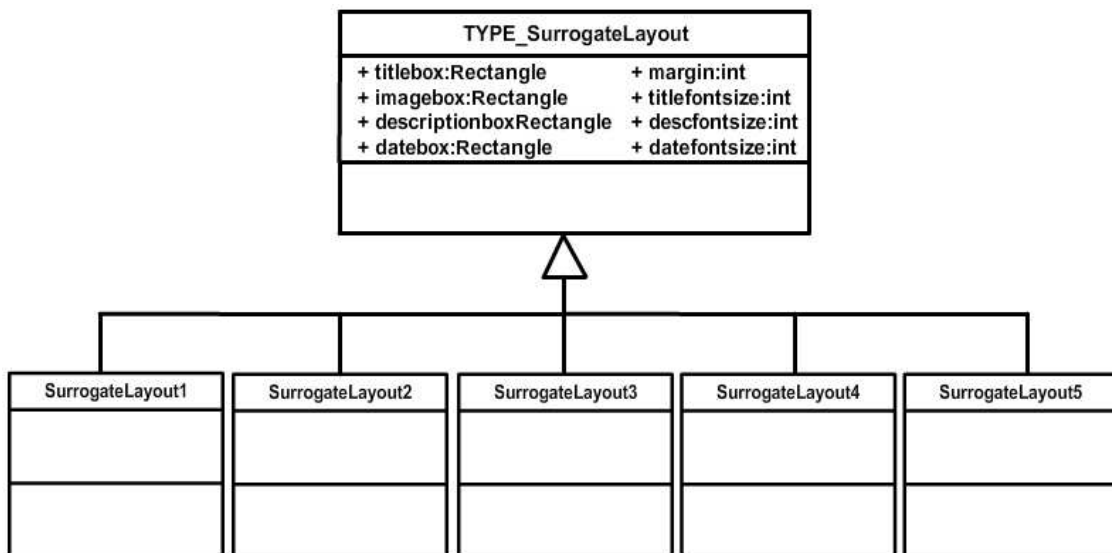 TYPE_SurrogateLayout
+ titlebox:Rectangle + margin:int
+ imagebox:Rectangle + titlefontsize:int
+ descriptionboxRectangle + descfontsize:int
+ datebox:Rectangle + datefontsize:int
SurrogateLayout1 SurrogateLayout2 SurrogateLayout3 SurrogateLayout4 SurrogateLayout5